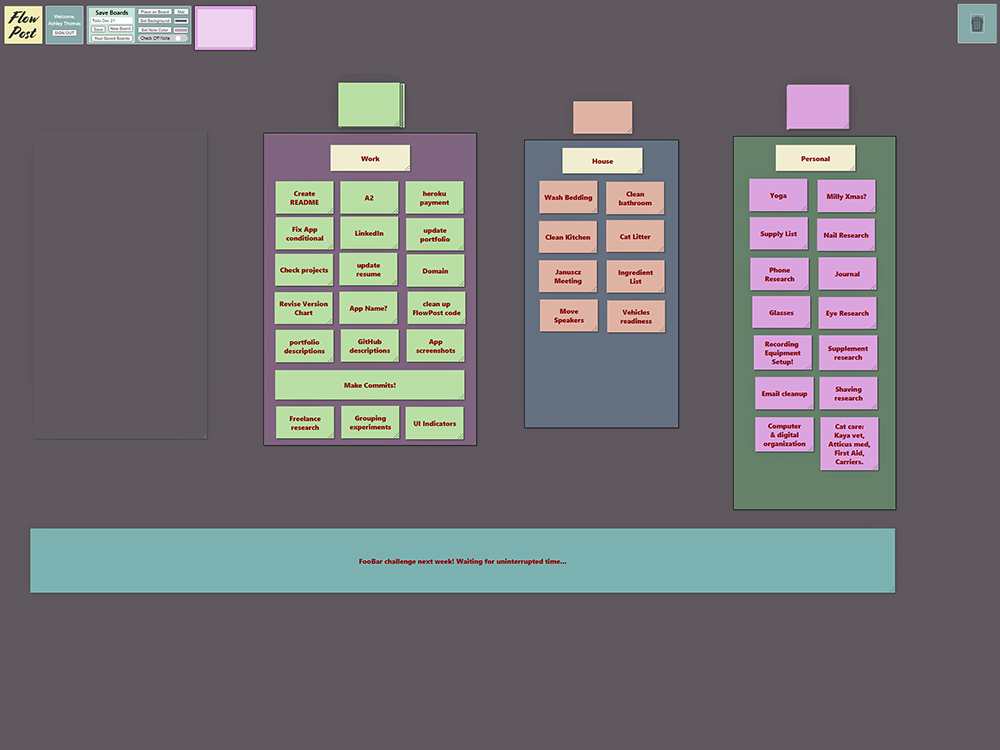 Flow
Post
Welcome,
Ashley Thomas
SIGN OUT
Save Boards
Todo Dec 21
Save
New Board
Your Saved Boards
Place on Board
Mat
Set Background
Set Note Color
Check Off Note
Work
Create
README
A2
heroku
payment
Fix App
conditional
LinkedIn
update
portfolio
Check projects
update
resume
Domain
Revise Version
Chart
App Name?
clean up
FlowPost code
portfolio
descriptions
GitHub
descriptions
App
screenshots
Make Commits!
Freelance
research
Grouping
experiments
UI Indicators
House
Wash Bedding
Clean
bathroom
Clean Kitchen
Cat Litter
Januscz
Meeting
Ingredient
List
Move
Speakers
Vehicles
readiness
Personal
Yoga
Milly Xmas?
Supply List
Nail Research
Phone
Research
Journal
Glasses
Eye Research
Recording
Equipment
Setup!
Supplement
research
Email cleanup
Shaving
research
Computer
& digital
organization
Cat care:
Kaya vet,
Atticus med,
First Aid,
Carriers.
FooBar challenge next week! Waiting for uninterrupted time...